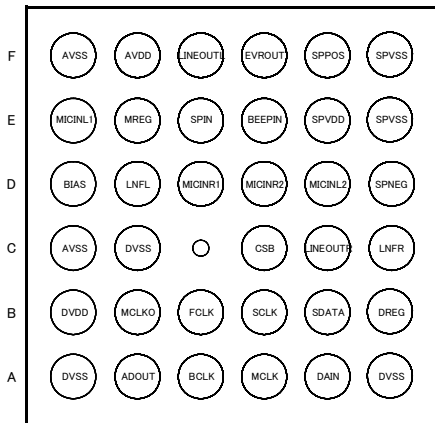 F AVSS AVDD LINEOUTL EVROUT SPPOS SPVSS
E MICINL1 MREG SPIN BEEPIN SPVDD SPVSS
D BIAS LNFL MICINR1 MICINR2 MICINL2 SPNEG
C AVSS DVSS CSB LINEOUTR LNFR
B DVDD MCLKO FCLK SCLK SDATA DREG
A DVSS ADOUT BCLK MCLK DAIN DVSS